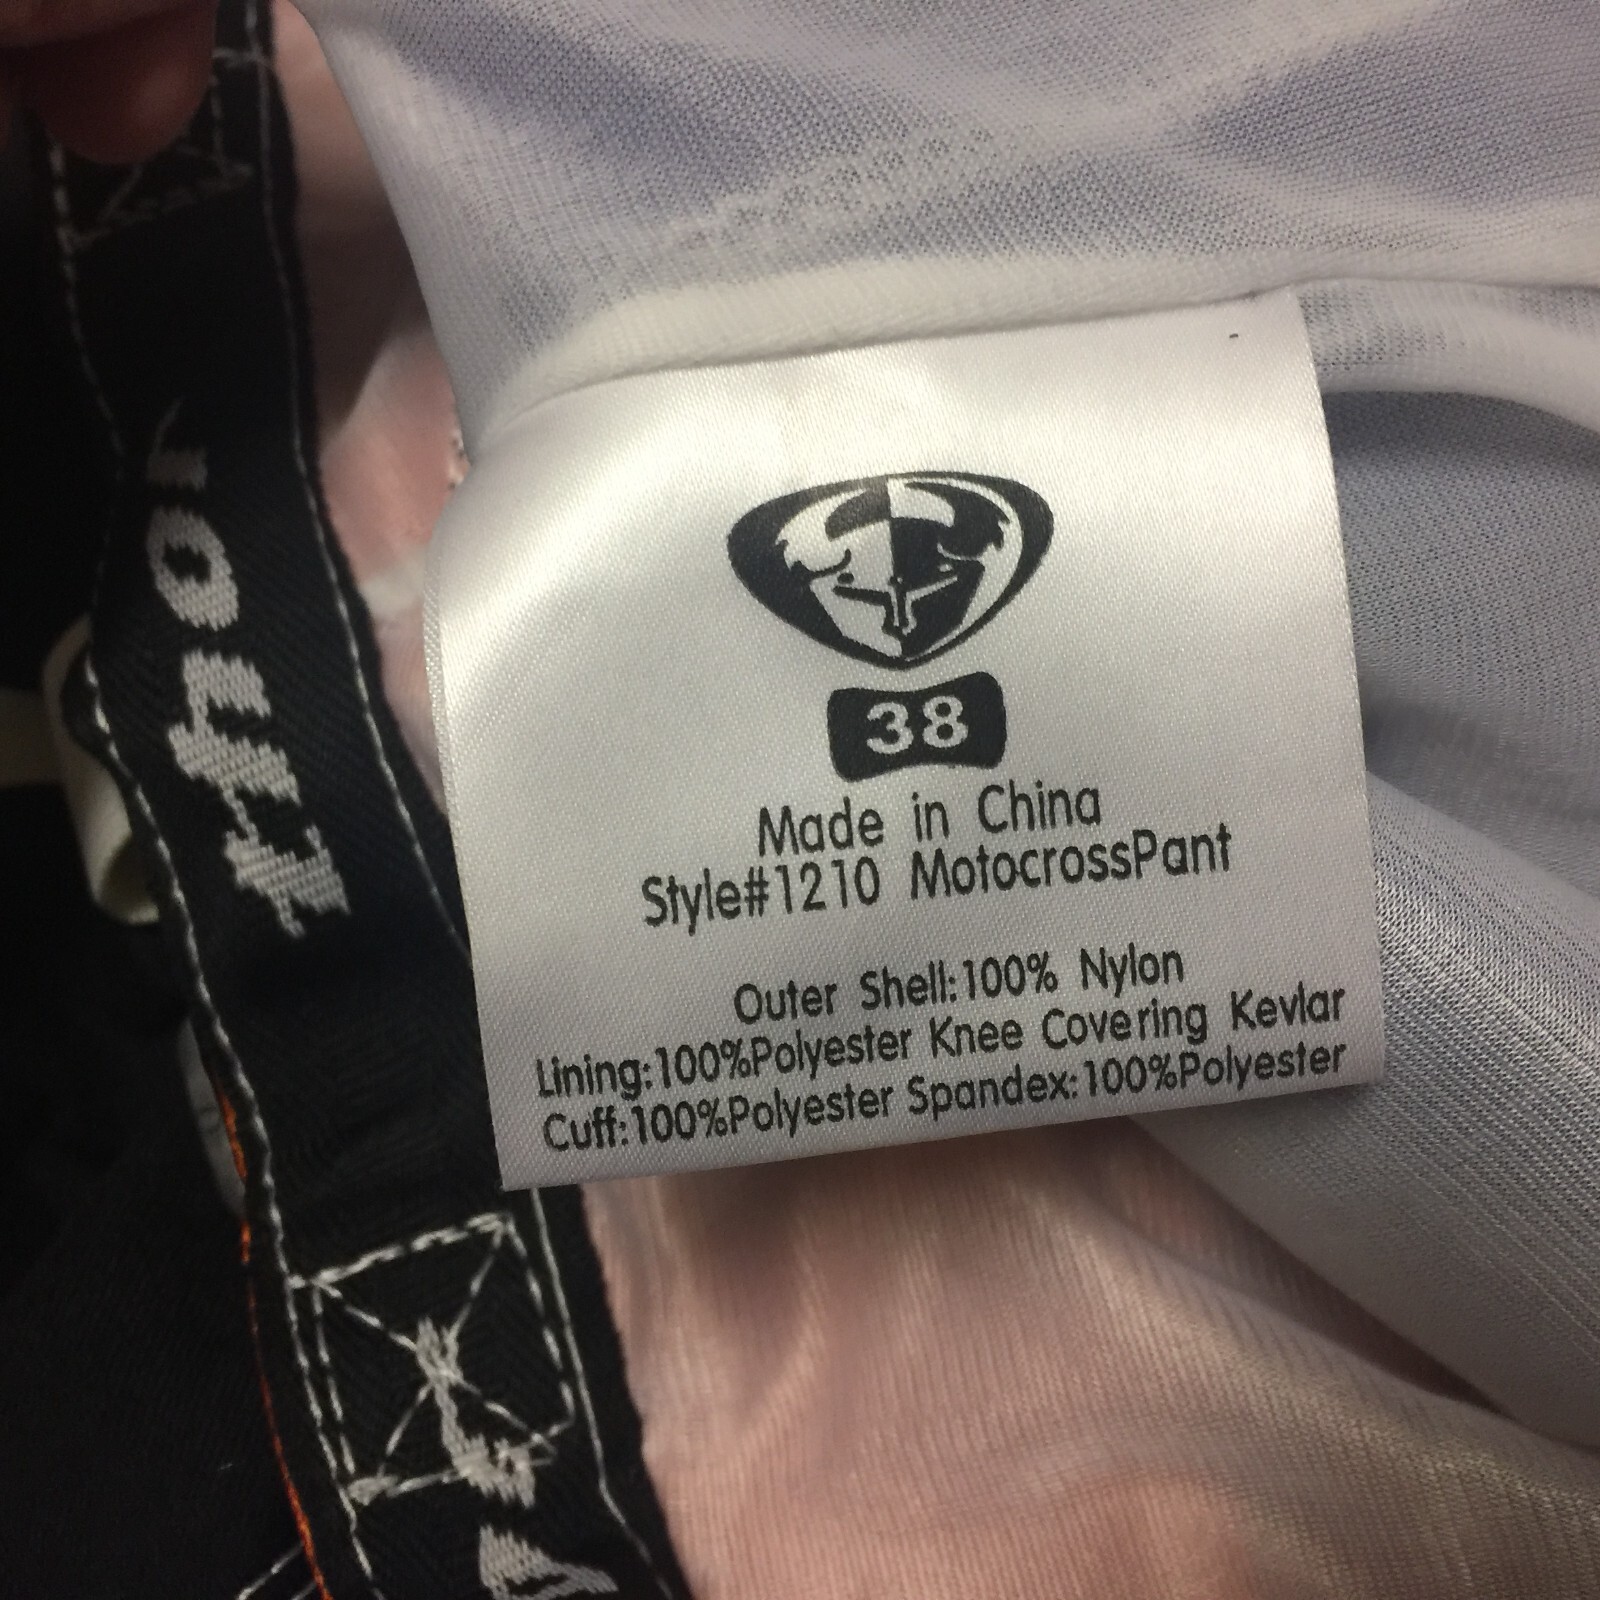 38
Made in China
Style#1210 MotocrossPant
Outer Shell:100% Nylon
Lining:100%Polyester Knee Covering Kevlar
Cuff:100%Polyester Spandex:100%Polyester